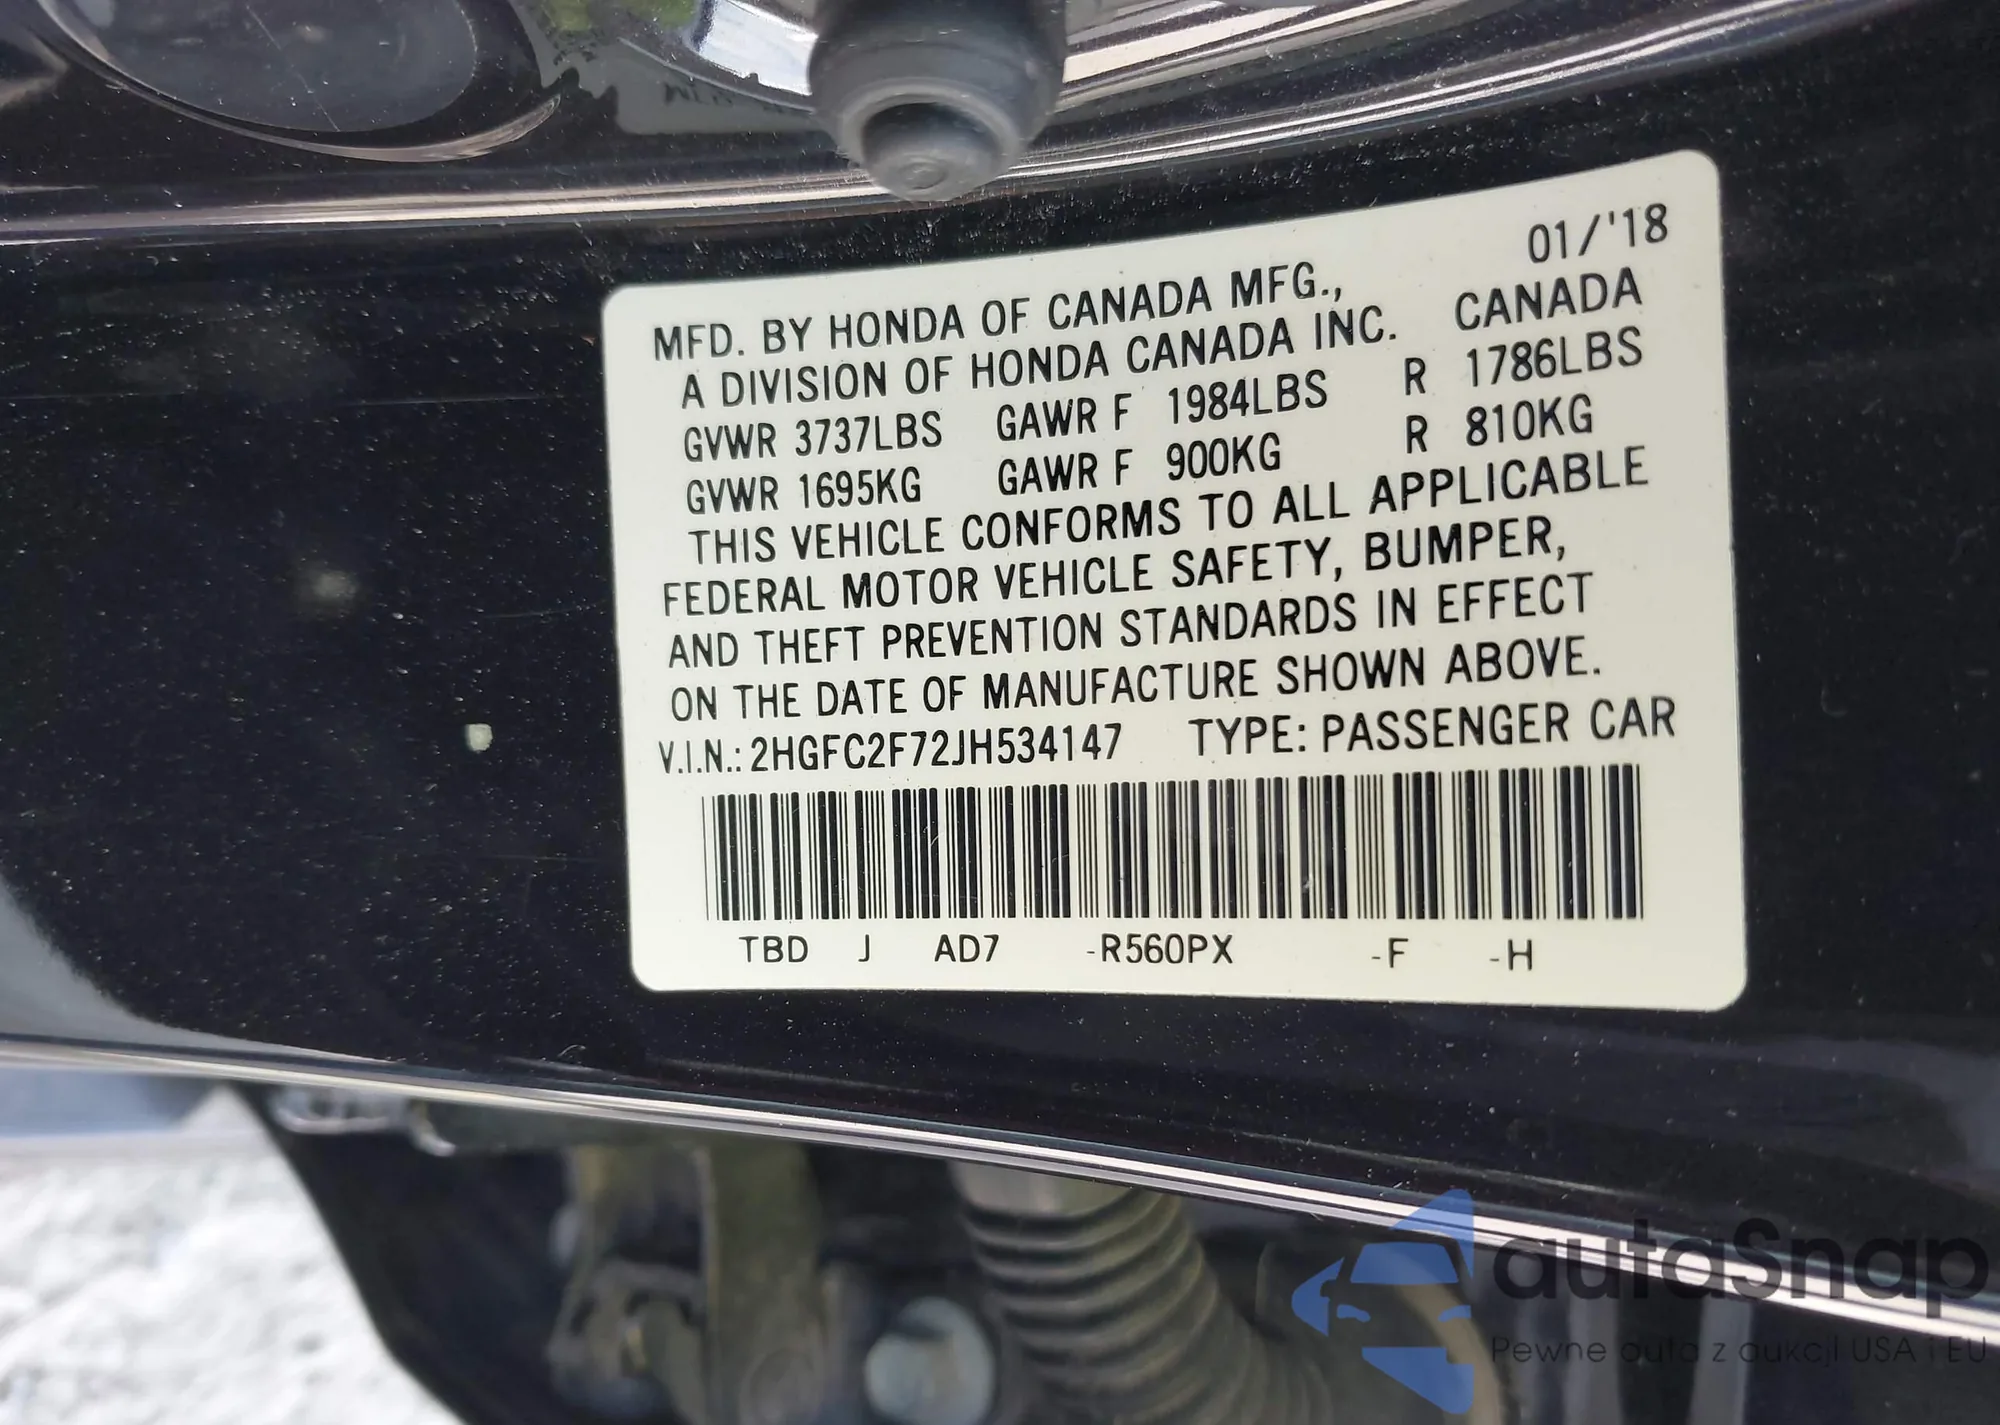 01/'18
MFD. BY HONDA OF CANADA MFG.,
A DIVISION OF HONDA CANADA INC. CANADA
GVWR 3737LBS GAWR F 1984LBS R 1786LBS
GVWR 1695KG GAWR F 900KG R 810KG
THIS VEHICLE CONFORMS TO ALL APPLICABLE
FEDERAL MOTOR VEHICLE SAFETY, BUMPER,
AND THEFT PREVENTION STANDARDS IN EFFECT
ON THE DATE OF MANUFACTURE SHOWN ABOVE.
V.I.N.: 2HGFC2F72JH534147 TYPE: PASSENGER CAR
TBD J AD7 -R560PX -F -H
autaSnap
Pewne auta z aukcji USA i EU